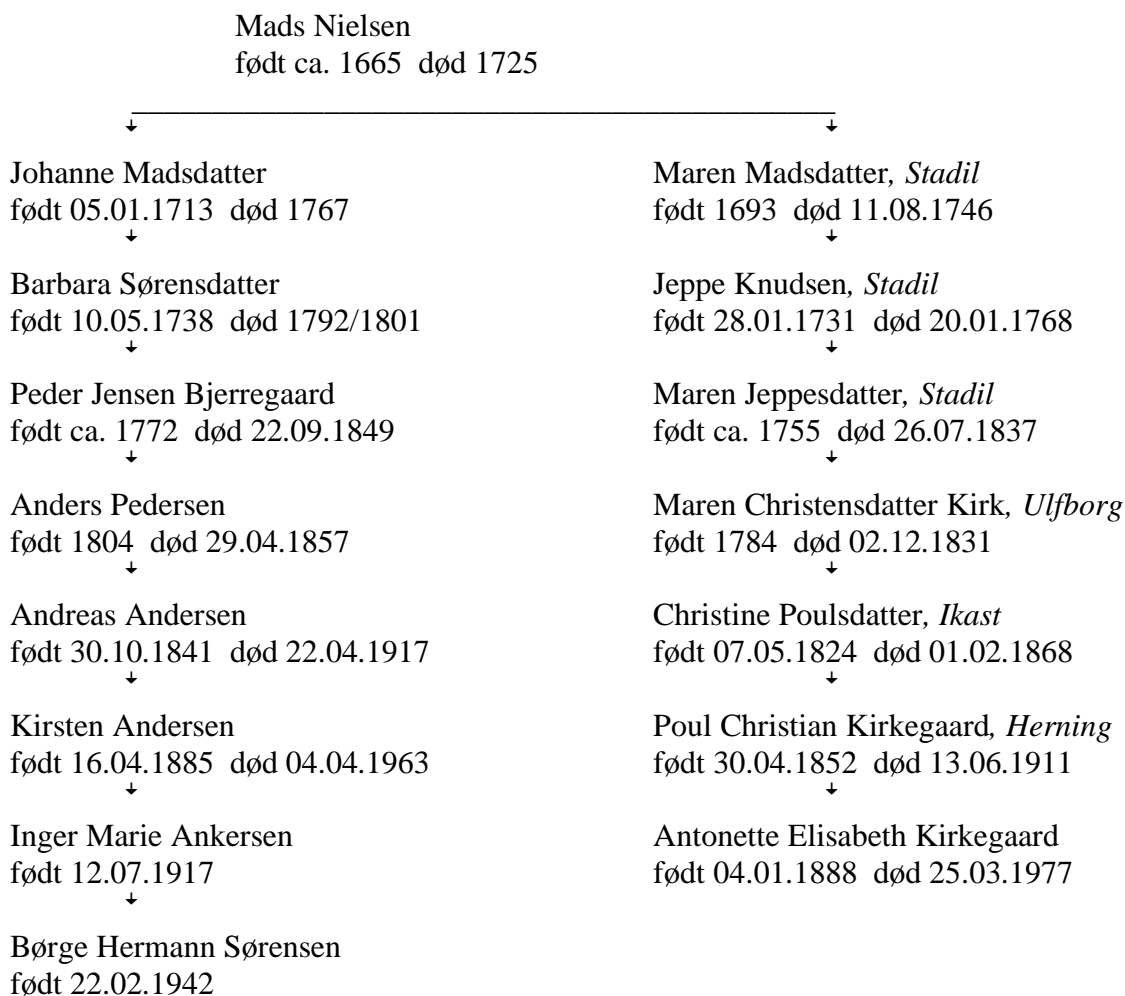 Mads Nielsen
født ca. 1665  død 1725
Johanne Madsdatter
født 05.01.1713  død 1767
Maren Madsdatter, Stadil
født 1693  død 11.08.1746
Barbara Sørensdatter
født 10.05.1738  død 1792/1801
Jeppe Knudsen, Stadil
født 28.01.1731  død 20.01.1768
Peder Jensen Bjerregaard
født ca. 1772  død 22.09.1849
Maren Jeppesdatter, Stadil
født ca. 1755  død 26.07.1837
Anders Pedersen
født 1804  død 29.04.1857
Maren Christensdatter Kirk, Ulfborg
født 1784  død 02.12.1831
Andreas Andersen
født 30.10.1841  død 22.04.1917
Christine Poulsdatter, Ikast
født 07.05.1824  død 01.02.1868
Kirsten Andersen
født 16.04.1885  død 04.04.1963
Poul Christian Kirkegaard, Herning
født 30.04.1852  død 13.06.1911
Inger Marie Ankersen
født 12.07.1917
Antonette Elisabeth Kirkegaard
født 04.01.1888  død 25.03.1977
Børge Hermann Sørensen
født 22.02.1942